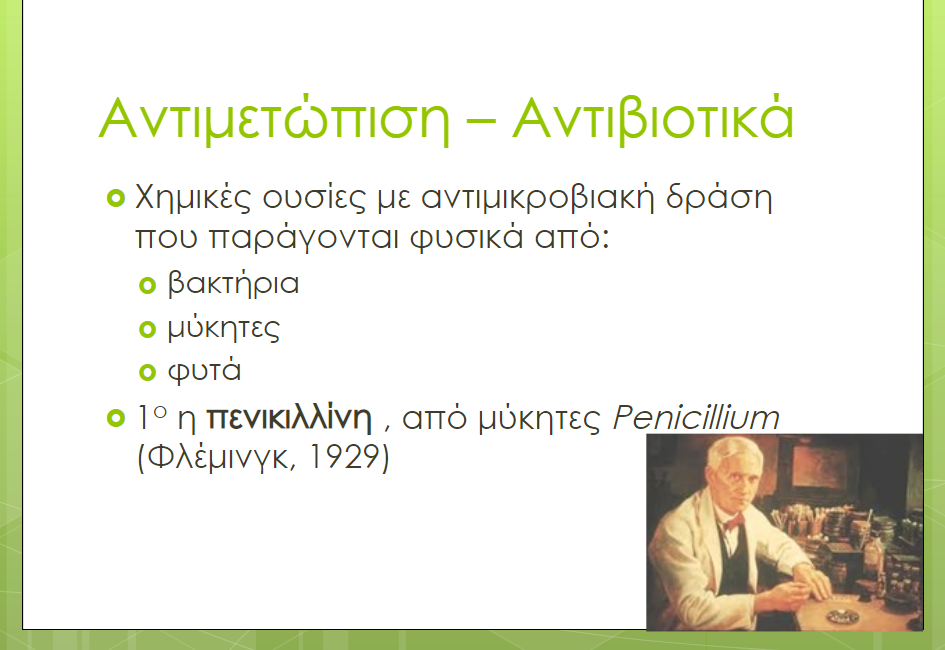 Αντιμετώπιση – Αντιβιοτικά
Χημικές ουσίες με αντιμικροβιακή δράση
που παράγονται φυσικά από:
βακτήρια
μύκητες
φυτά
1ο η πενικιλλίνη , από μύκητες Penicillium
(Φλέμινγκ, 1929)